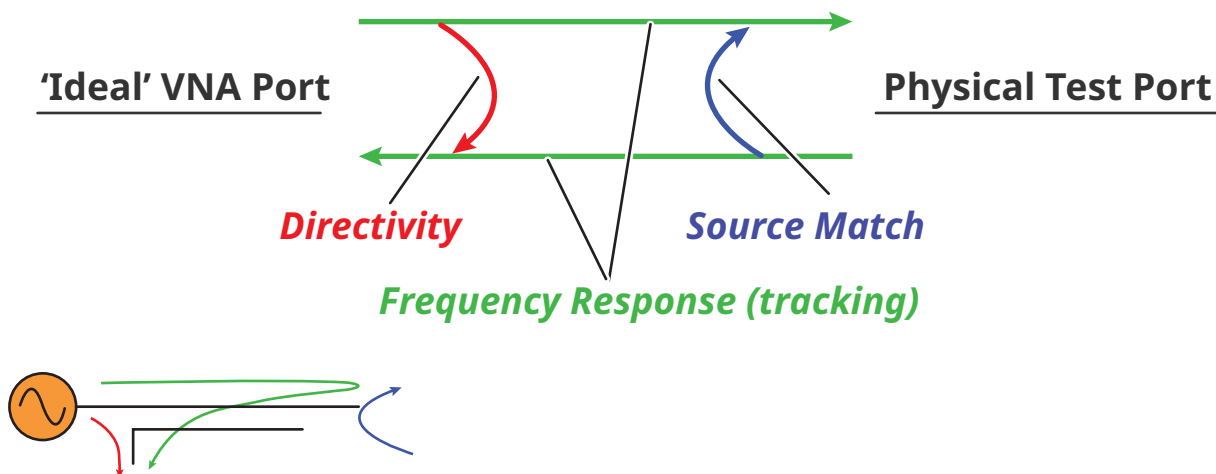 ‘Ideal’ VNA Port
Physical Test Port
Directivity
Source Match
Frequency Response (tracking)